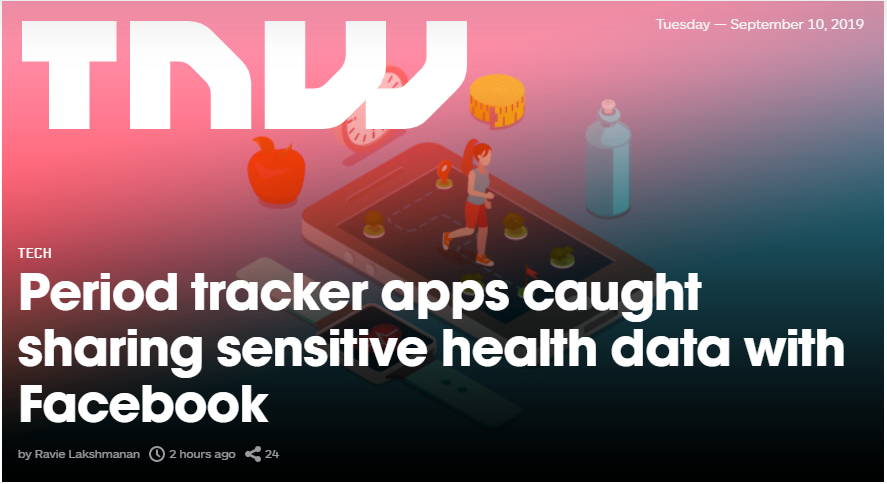 TNW
Tuesday — September 10, 2019
TECH
Period tracker apps caught
sharing sensitive health data with
Facebook
by Ravie Lakshmanan 2 hours ago 24